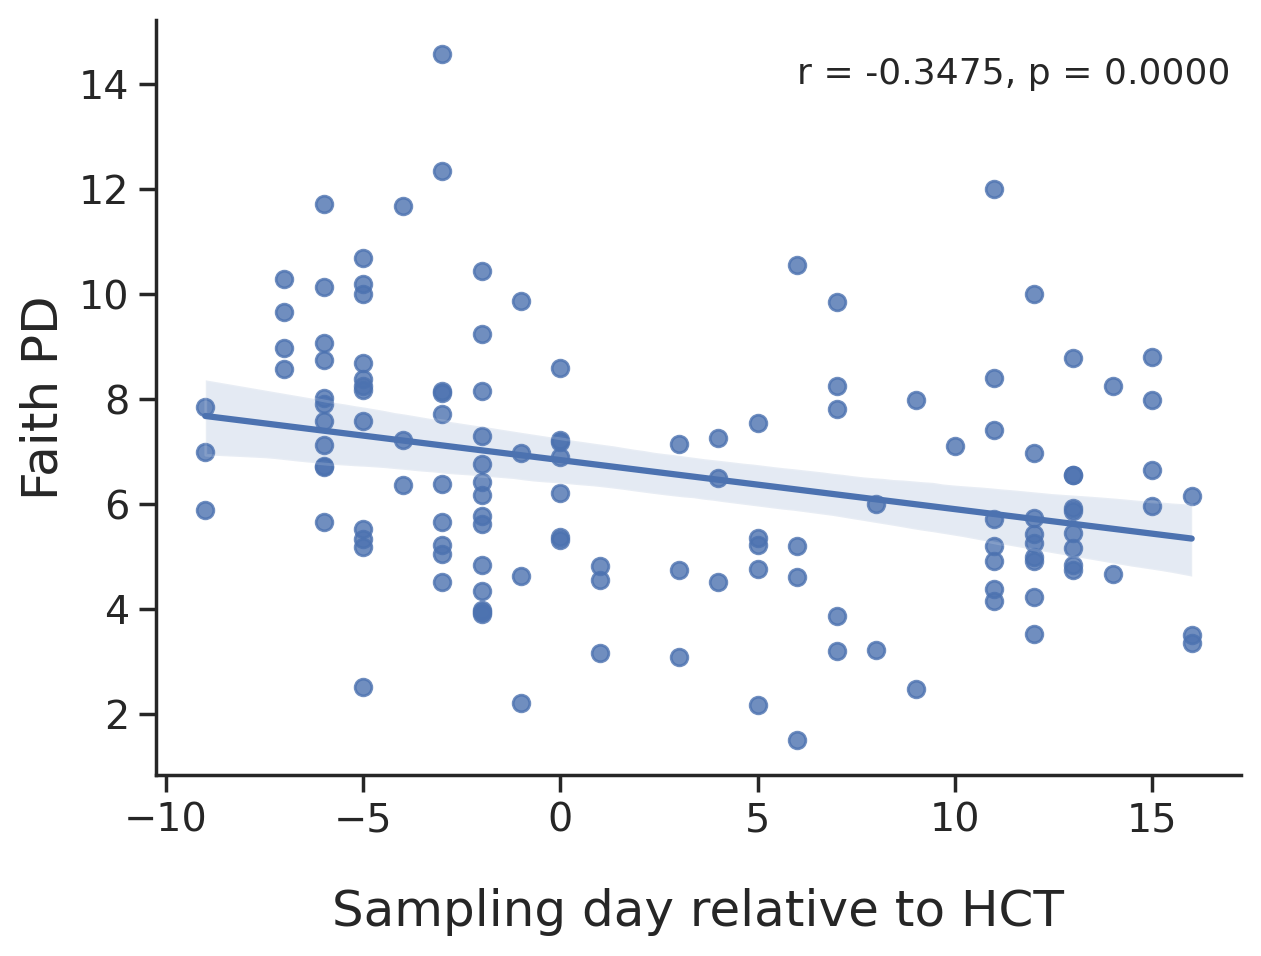 r = -0.3475, p = 0.0000
Faith PD
14
12
10
8
6
4
2
−10 −5 0 5 10 15
Sampling day relative to HCT